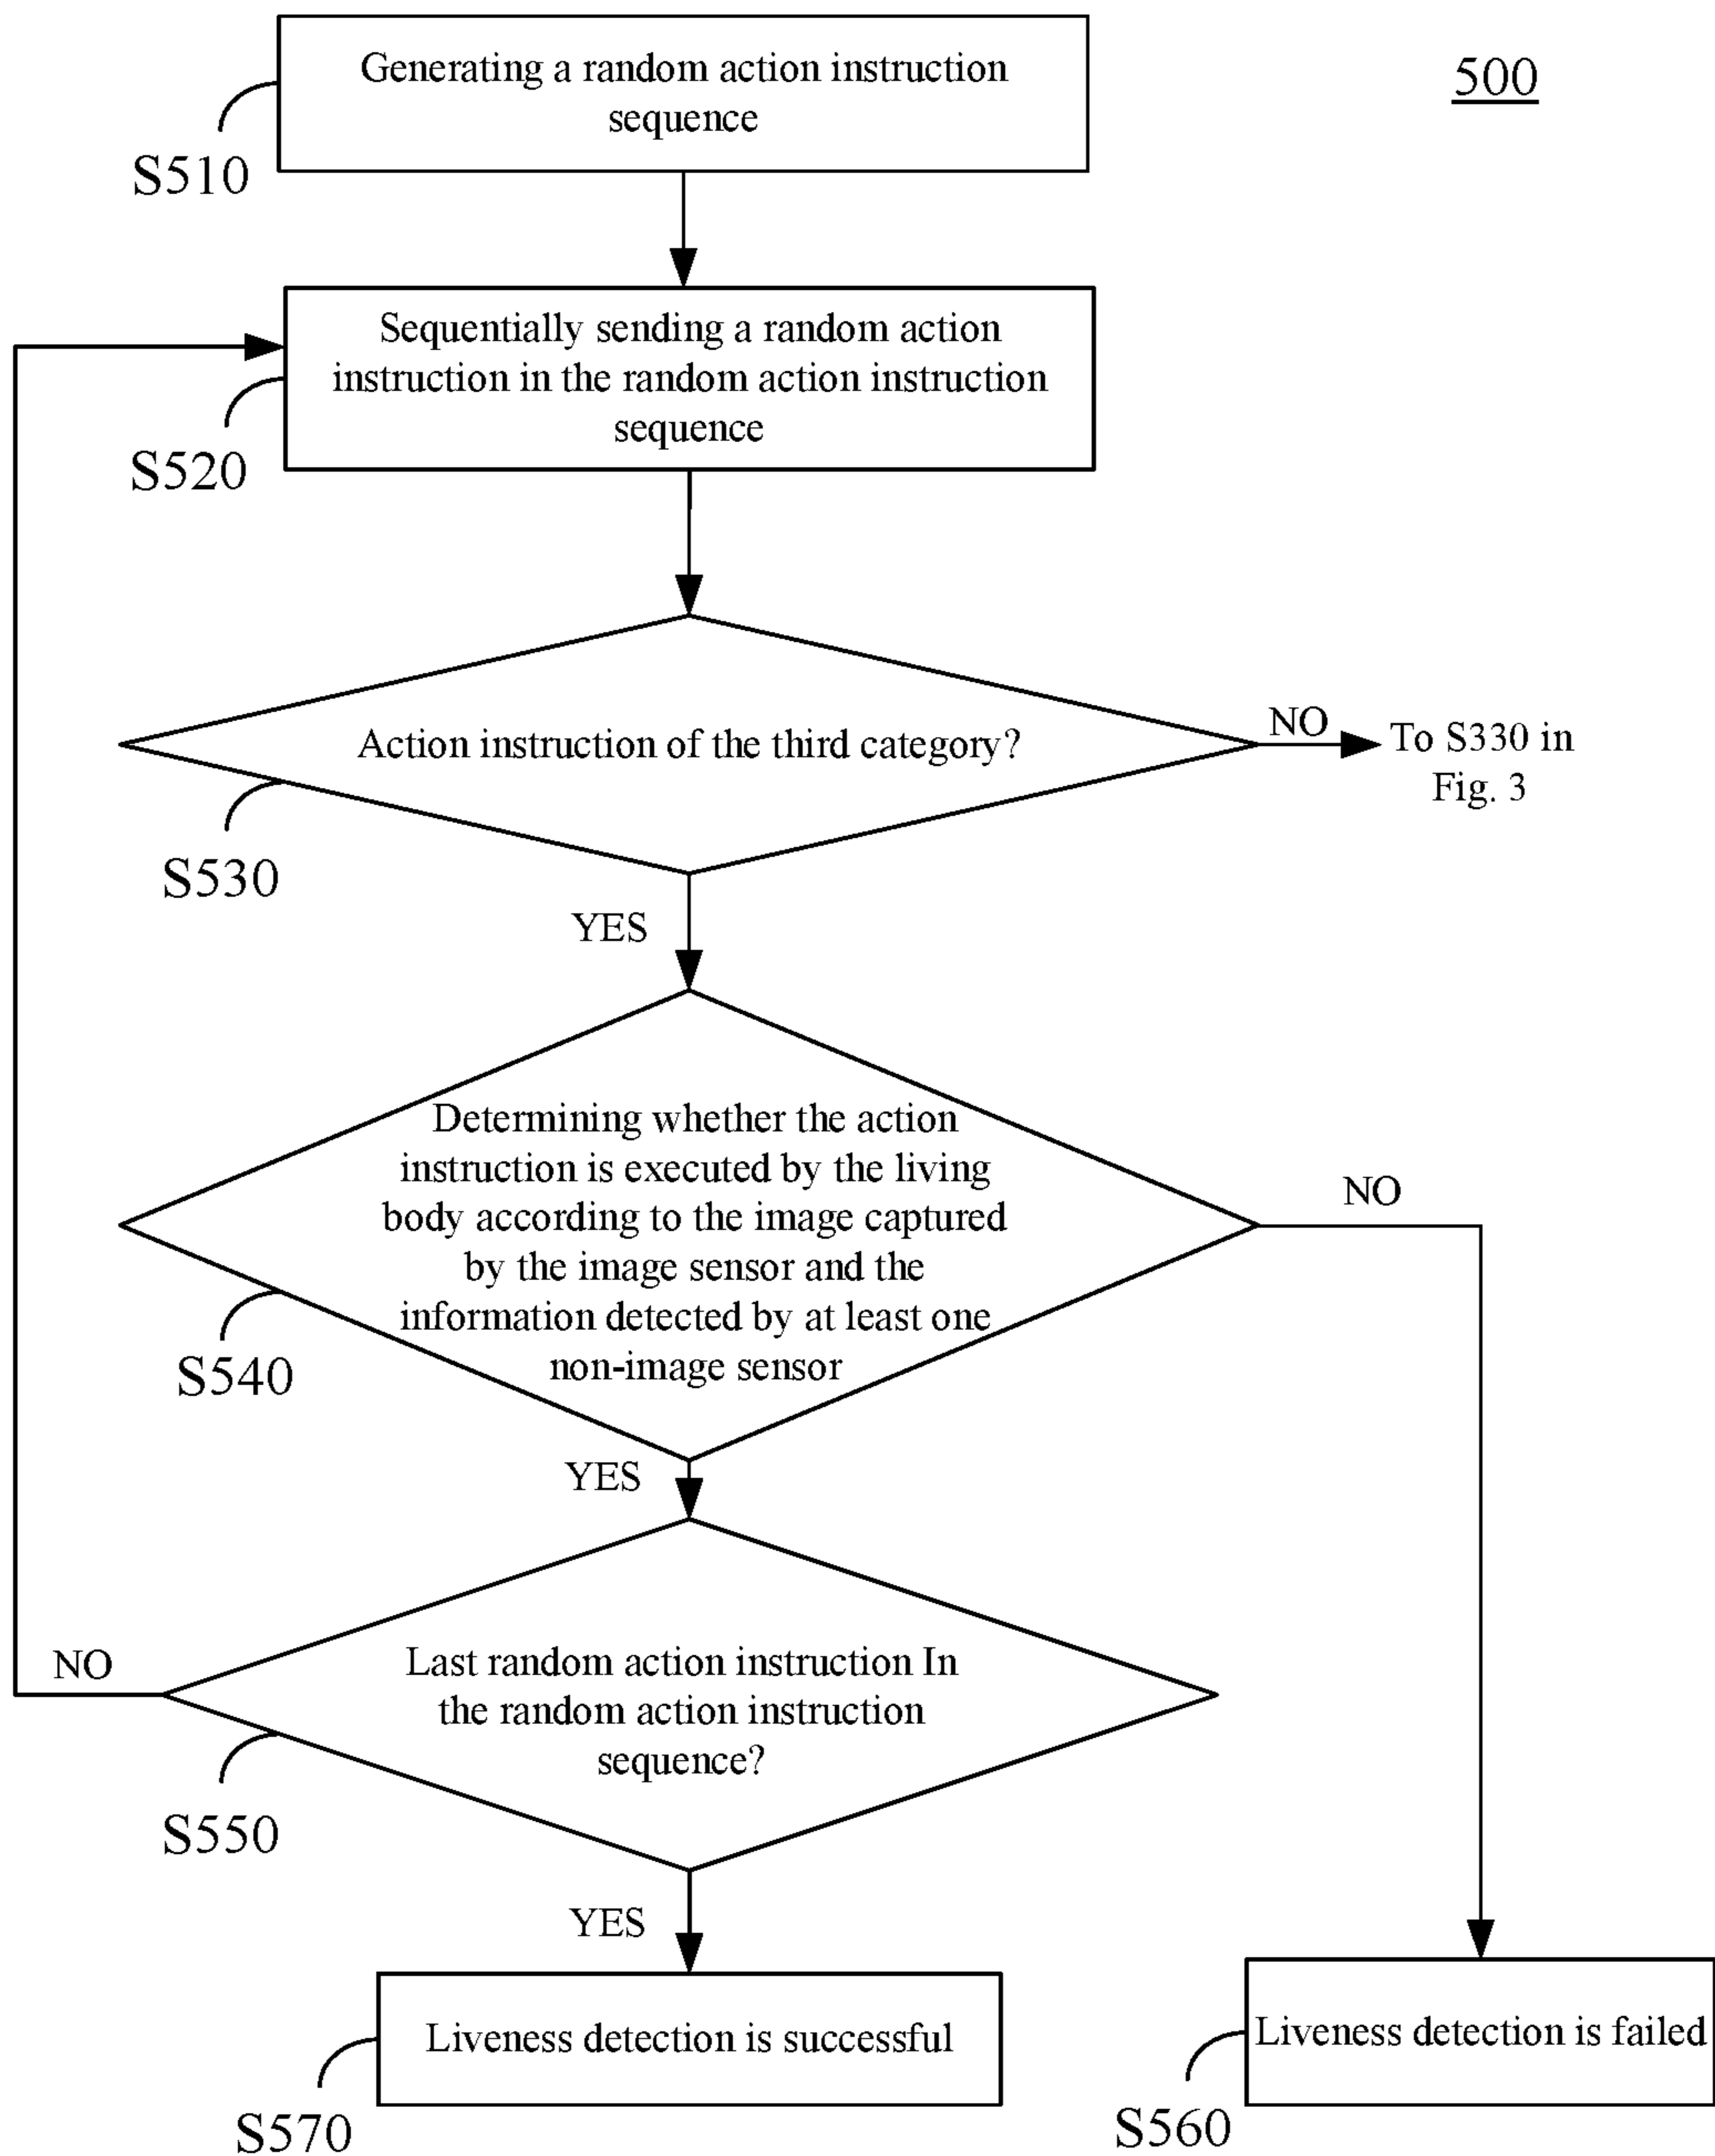 500
Generating a random action instruction
sequence
S510
Sequentially sending a random action
instruction in the random action instruction
sequence
S520
Action instruction of the third category?
NO
To S330 in
Fig. 3
S530
YES
Determining whether the action
instruction is executed by the living
body according to the image captured
by the image sensor and the
information detected by at least one
non-image sensor
NO
S540
YES
Last random action instruction In
the random action instruction
sequence?
NO
S550
YES
Liveness detection is successful
S570
Liveness detection is failed
S560